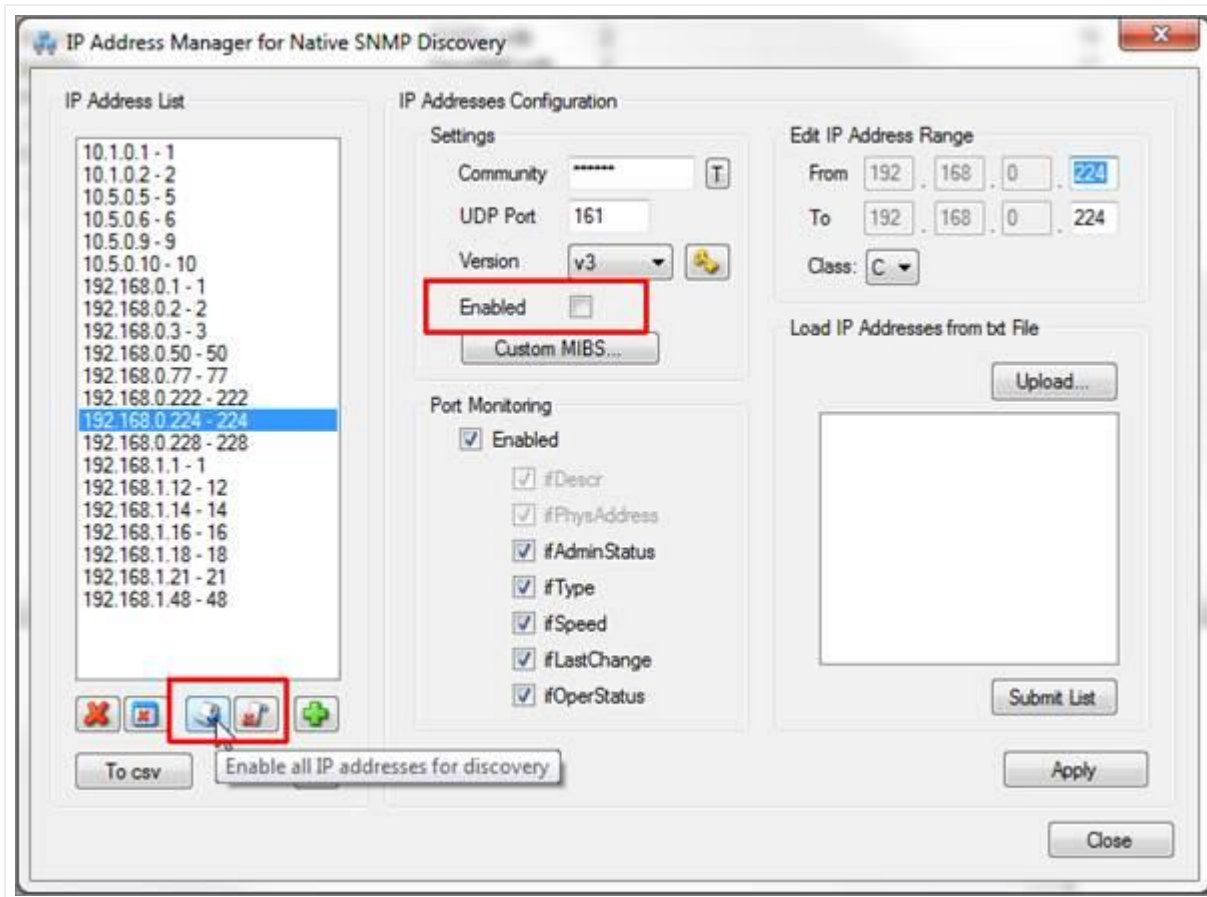 IP Address Manager for Native SNMP Discovery
IP Address List
10.1.0.1 - 1
10.1.0.2 - 2
10.5.0.5 - 5
10.5.0.6 - 6
10.5.0.9 - 9
10.5.0.10 - 10
192.168.0.1 - 1
192.168.0.2 - 2
192.168.0.3 - 3
192.168.0.50 - 50
192.168.0.77 - 77
192.168.0.222 - 222
192.168.0.224 - 224
192.168.0.228 - 228
192.168.1.1 - 1
192.168.1.12 - 12
192.168.1.14 - 14
192.168.1.16 - 16
192.168.1.18 - 18
192.168.1.21 - 21
192.168.1.48 - 48
To csv
Enable all IP addresses for discovery
IP Addresses Configuration
Settings
Community ****** T
UDP Port 161
Version v3
Enabled
Custom MIBS...
Port Monitoring
Enabled
ifDescr
ifPhysAddress
ifAdminStatus
ifType
ifSpeed
ifLastChange
ifOperStatus
Edit IP Address Range
From 192 . 168 . 0 . 224
To 192 . 168 . 0 . 224
Class: C
Load IP Addresses from txt File
Upload...
Submit List
Apply
Close